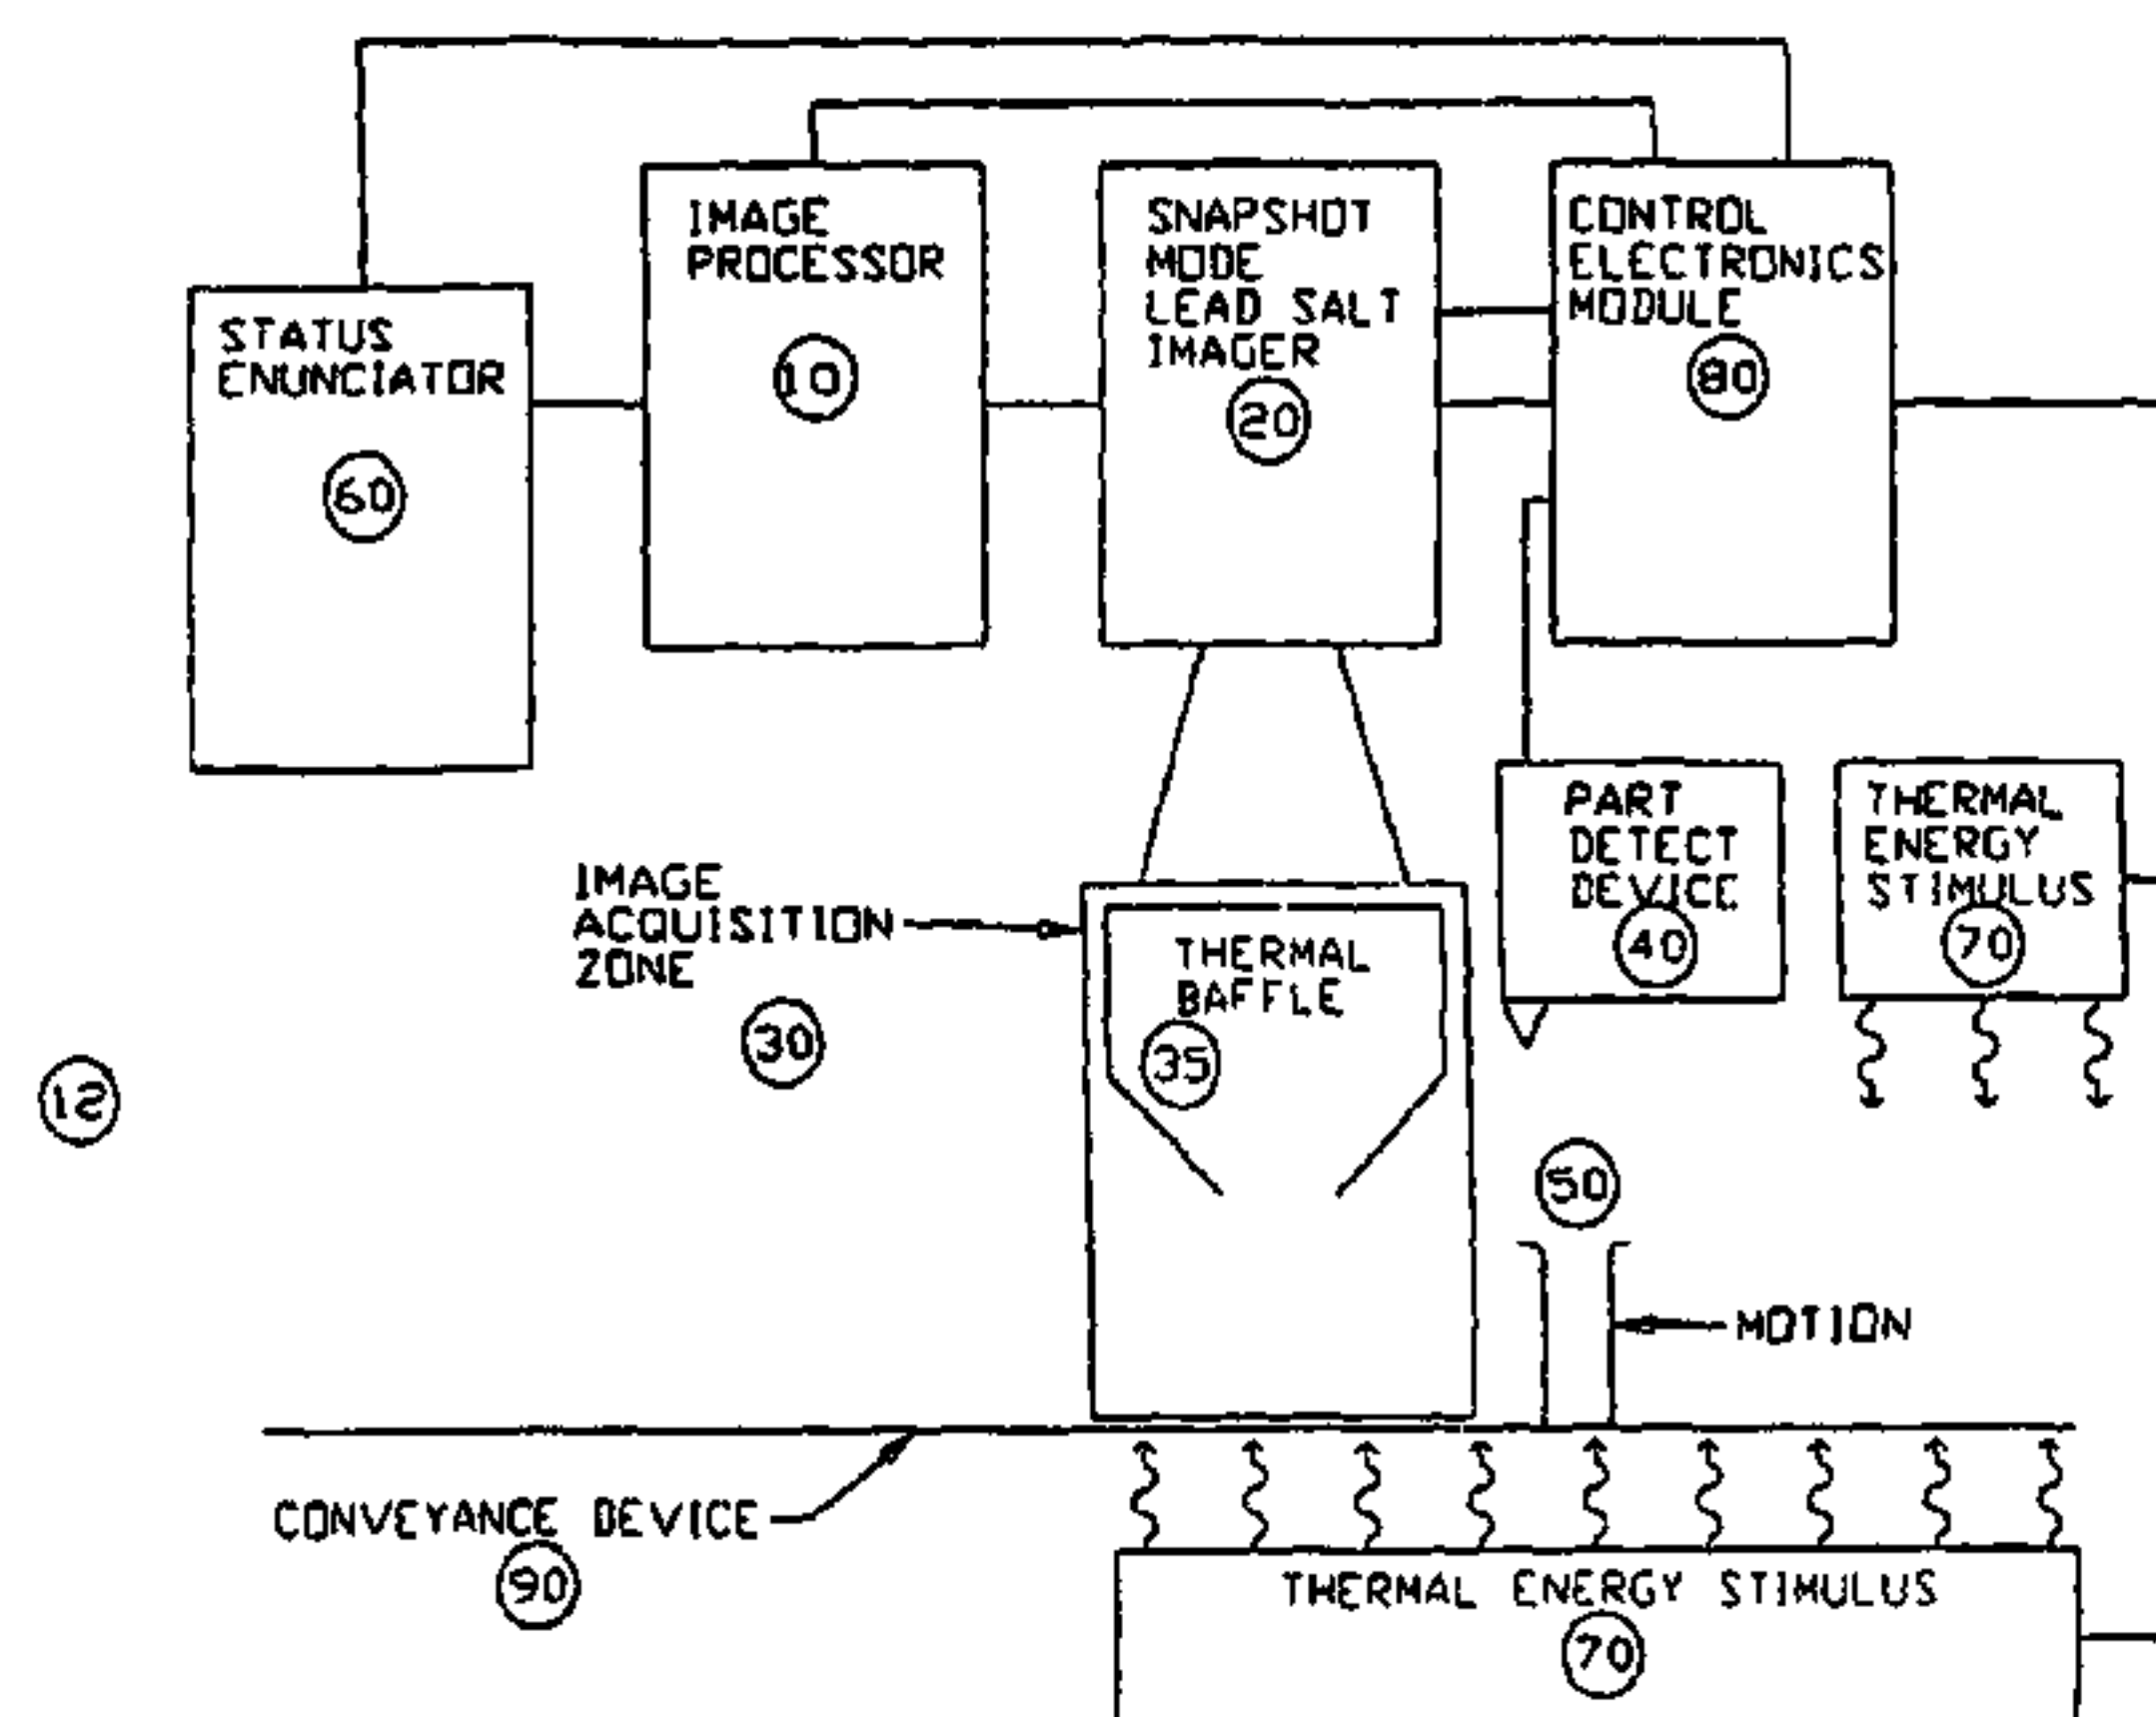 IMAGE
PROCESSOR
10
SNAPSHOT
MODE
LEAD SALT
IMAGER
20
CONTROL
ELECTRONICS
MODULE
80
STATUS
ENUNCIATOR
60
PART
DETECT
DEVICE
40
THERMAL
ENERGY
STIMULUS
70
IMAGE
ACQUISITION
ZONE
30
THERMAL
BAFFLE
35
12
50
MOTION
CONVEYANCE DEVICE
90
THERMAL ENERGY STIMULUS
70